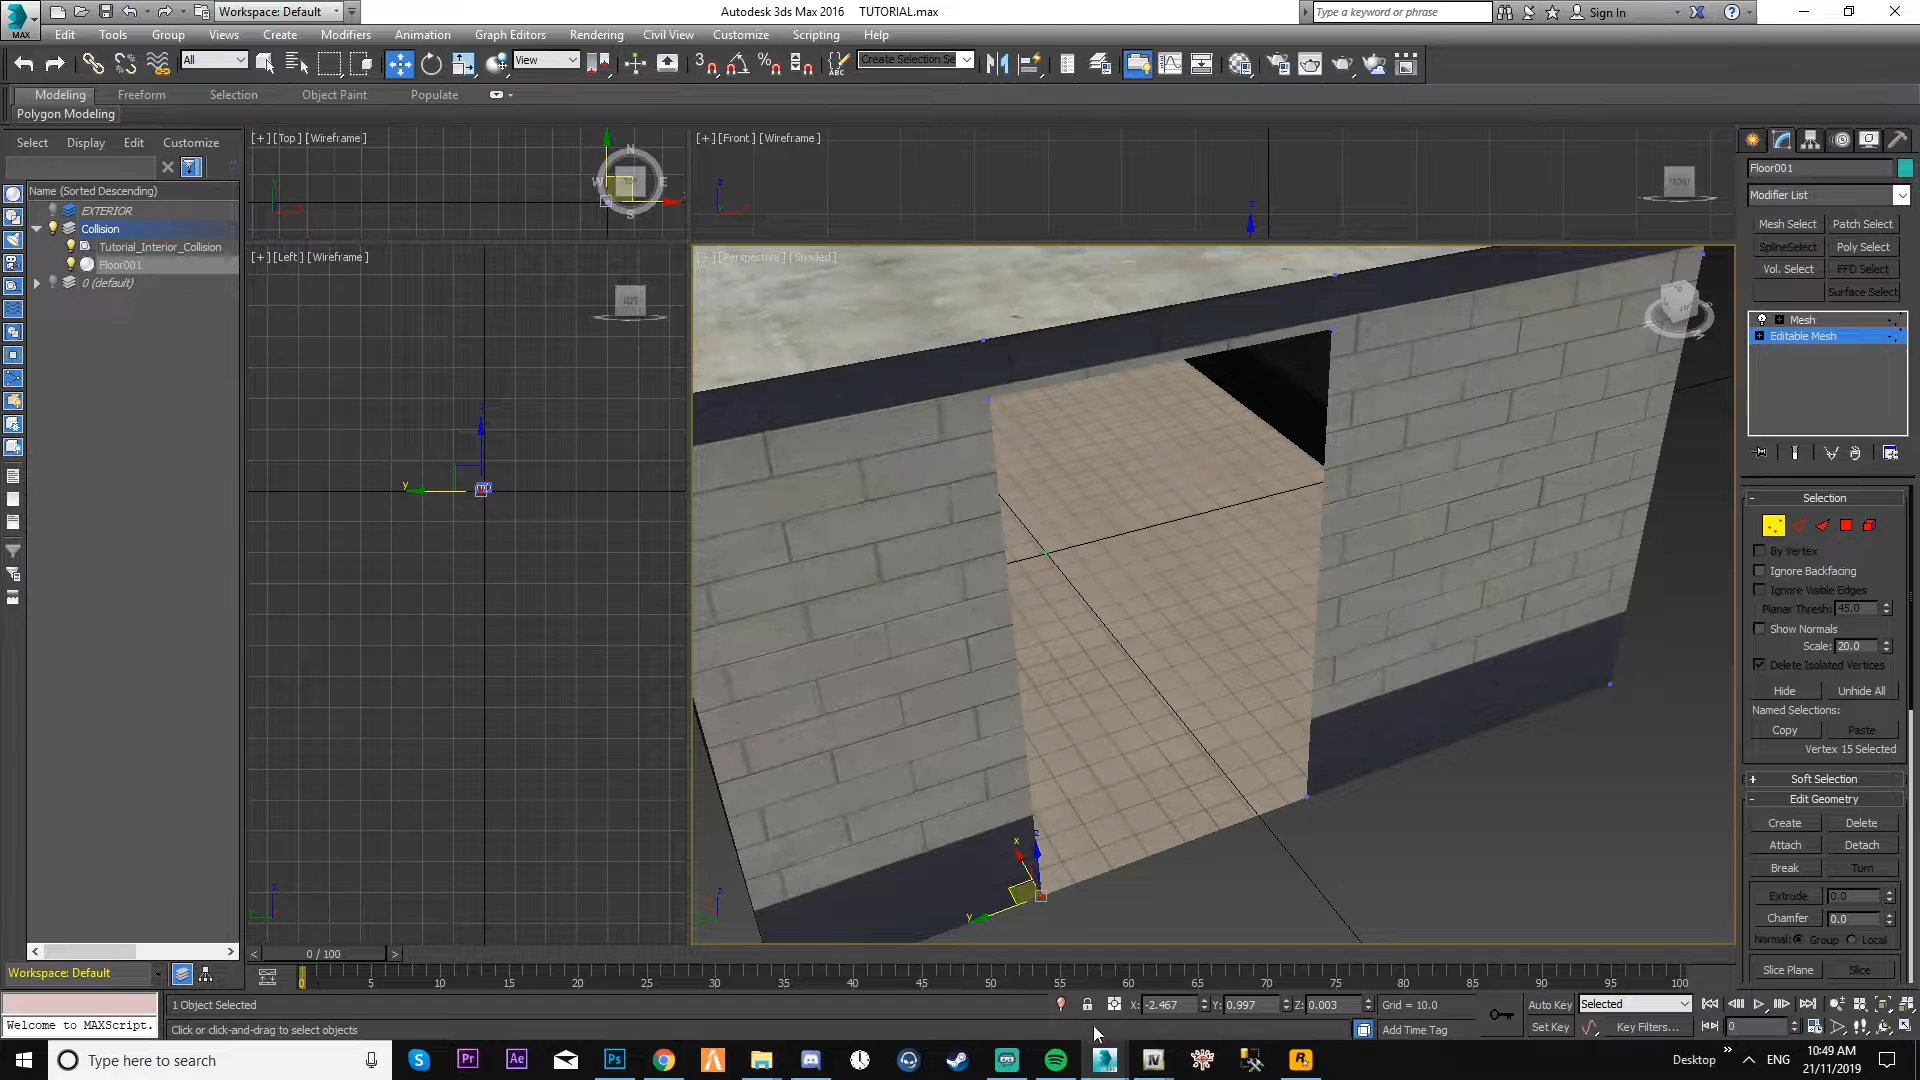 Workspace: Default
Autodesk 3ds Max 2016 TUTORIAL.max
Type a keyword or phrase
Sign In
MAX
Edit Tools Group Views Create Modifiers Animation Graph Editors Rendering Civil View Customize Scripting Help
All
View
Create Selection Se
Modeling Freeform Selection Object Paint Populate
Polygon Modeling
Select Display Edit Customize
Name (Sorted Descending)
EXTERIOR
Collision
Tutorial_Interior_Collision
Floor001
0 (default)
[+] [Top] [Wireframe]
[+] [Front] [Wireframe]
[+] [Left] [Wireframe]
[+] [Perspective] [Shaded]
N
W
TOP
E
S
FRONT
LEFT
Floor001
Modifier List
Mesh Select Patch Select
SplineSelect Poly Select
Vol. Select FFD Select
Surface Select
Mesh
Editable Mesh
Selection
By Vertex
Ignore Backfacing
Ignore Visible Edges
Planar Thresh: 45.0
Show Normals
Scale: 20.0
Delete Isolated Vertices
Hide Unhide All
Named Selections:
Copy Paste
Vertex 15 Selected
Soft Selection
Edit Geometry
Create Delete
Attach Detach
Break Turn
Extrude 0.0
Chamfer 0.0
Normal: Group Local
Slice Plane Slice
0 / 100
Workspace: Default
0 5 10 15 20 25 30 35 40 45 50 55 60 65 70 75 80 85 90 95 100
Welcome to MAXScript.
1 Object Selected
Click or click-and-drag to select objects
X: -2.467 Y: 0.997 Z: 0.003 Grid = 10.0
Add Time Tag
Auto Key Selected
Set Key Key Filters...
0
Type here to search
Desktop
ENG
10:49 AM
21/11/2019